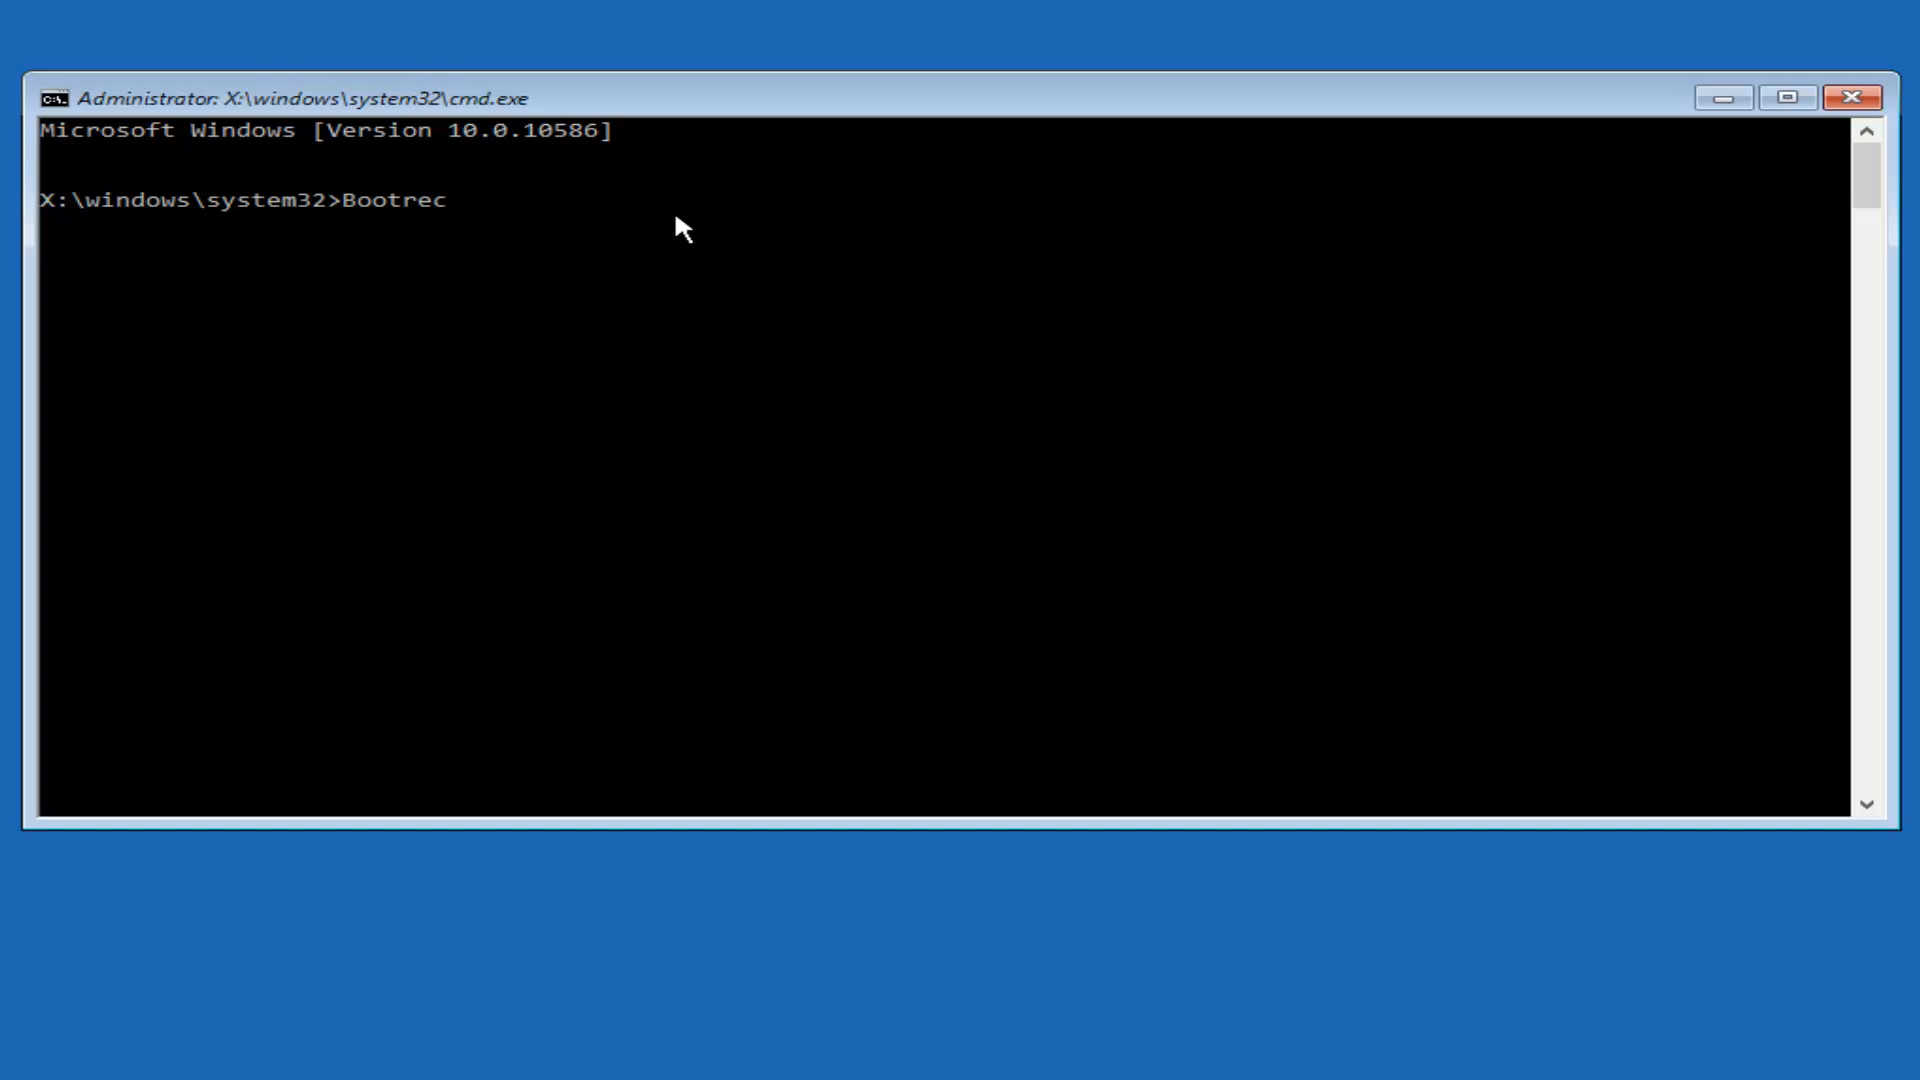 Administrator: X:\windows\system32\cmd.exe
Microsoft Windows [Version 10.0.10586]
X:\windows\system32>Bootrec